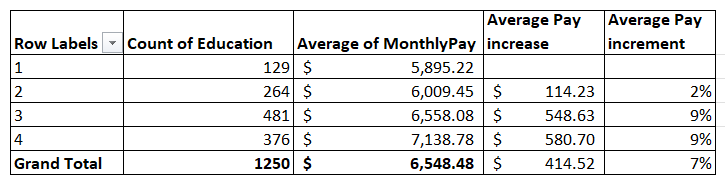 Average Pay Average Pay
Row Labels Count of Education Average of MonthlyPay increase increment
1 129 $ 5,895.22
2 264 $ 6,009.45 $ 114.23 2%
3 481 $ 6,558.08 $ 548.63 9%
4 376 $ 7,138.78 $ 580.70 9%
Grand Total 1250 $ 6,548.48 $ 414.52 7%